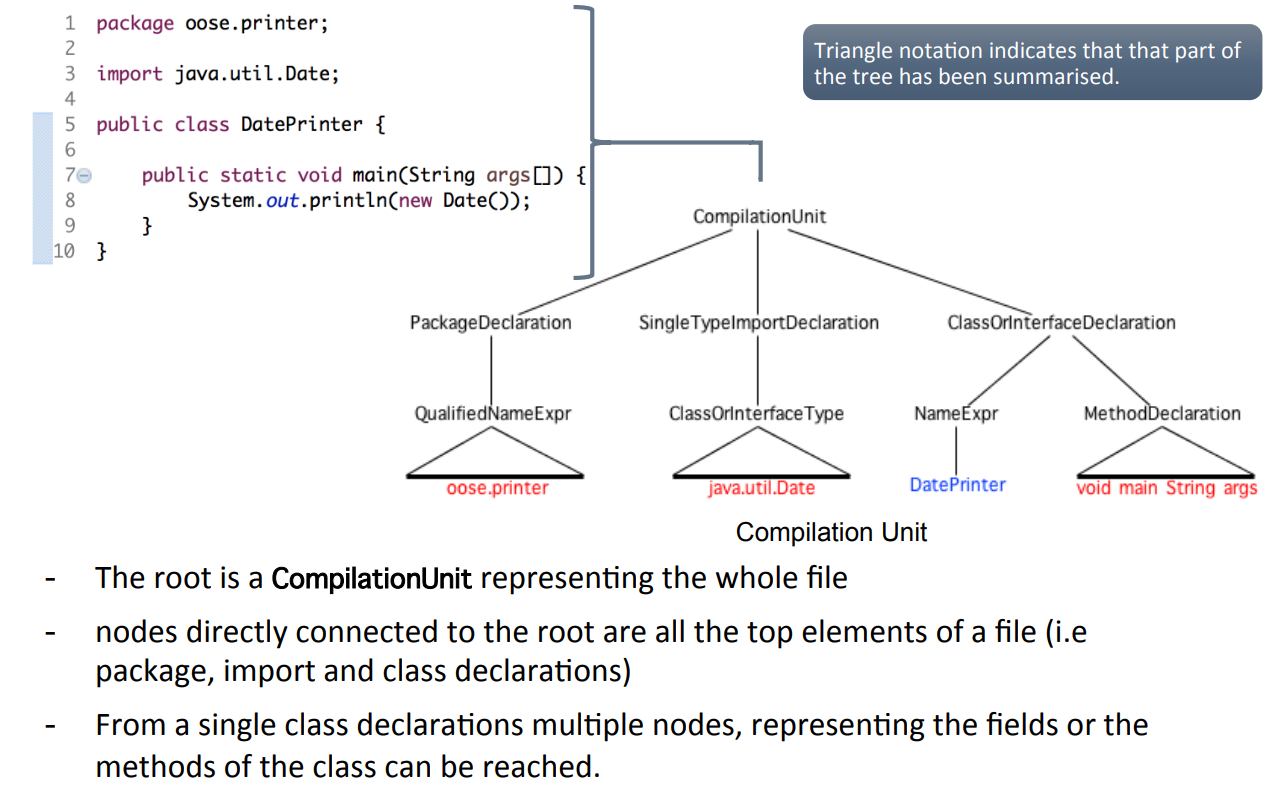 1 package oose.printer;
2
3 import java.util.Date;
4
5 public class DatePrinter {
6
7 public static void main(String args[]) {
8 System.out.println(new Date());
9 }
10 }
Triangle notation indicates that that part of
the tree has been summarised.
CompilationUnit
PackageDeclaration SingleTypeImportDeclaration ClassOrInterfaceDeclaration
QualifiedNameExpr ClassOrInterfaceType NameExpr MethodDeclaration
oose.printer java.util.Date DatePrinter void main String args
Compilation Unit
- The root is a CompilationUnit representing the whole file
- nodes directly connected to the root are all the top elements of a file (i.e
package, import and class declarations)
- From a single class declarations multiple nodes, representing the fields or the
methods of the class can be reached.